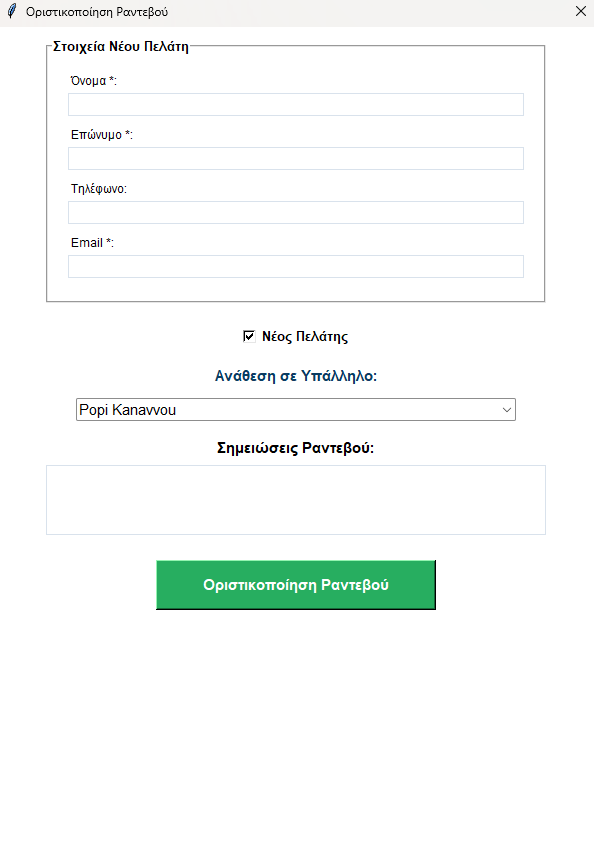 Οριστικοποίηση Ραντεβού
Στοιχεία Νέου Πελάτη
Όνομα *:
Επώνυμο *:
Τηλέφωνο:
Email *:
Νέος Πελάτης
Ανάθεση σε Υπάλληλο:
Popi Kanavvou
Σημειώσεις Ραντεβού:
Οριστικοποίηση Ραντεβού